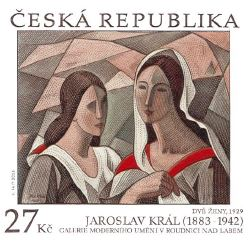 ČESKÁ REPUBLIKA
DVĚ ŽENY, 1929
27 Kč
JAROSLAV KRÁL (1883 - 1942)
GALERIE MODERNÍHO UMĚNÍ V ROUDNICI NAD LABEM